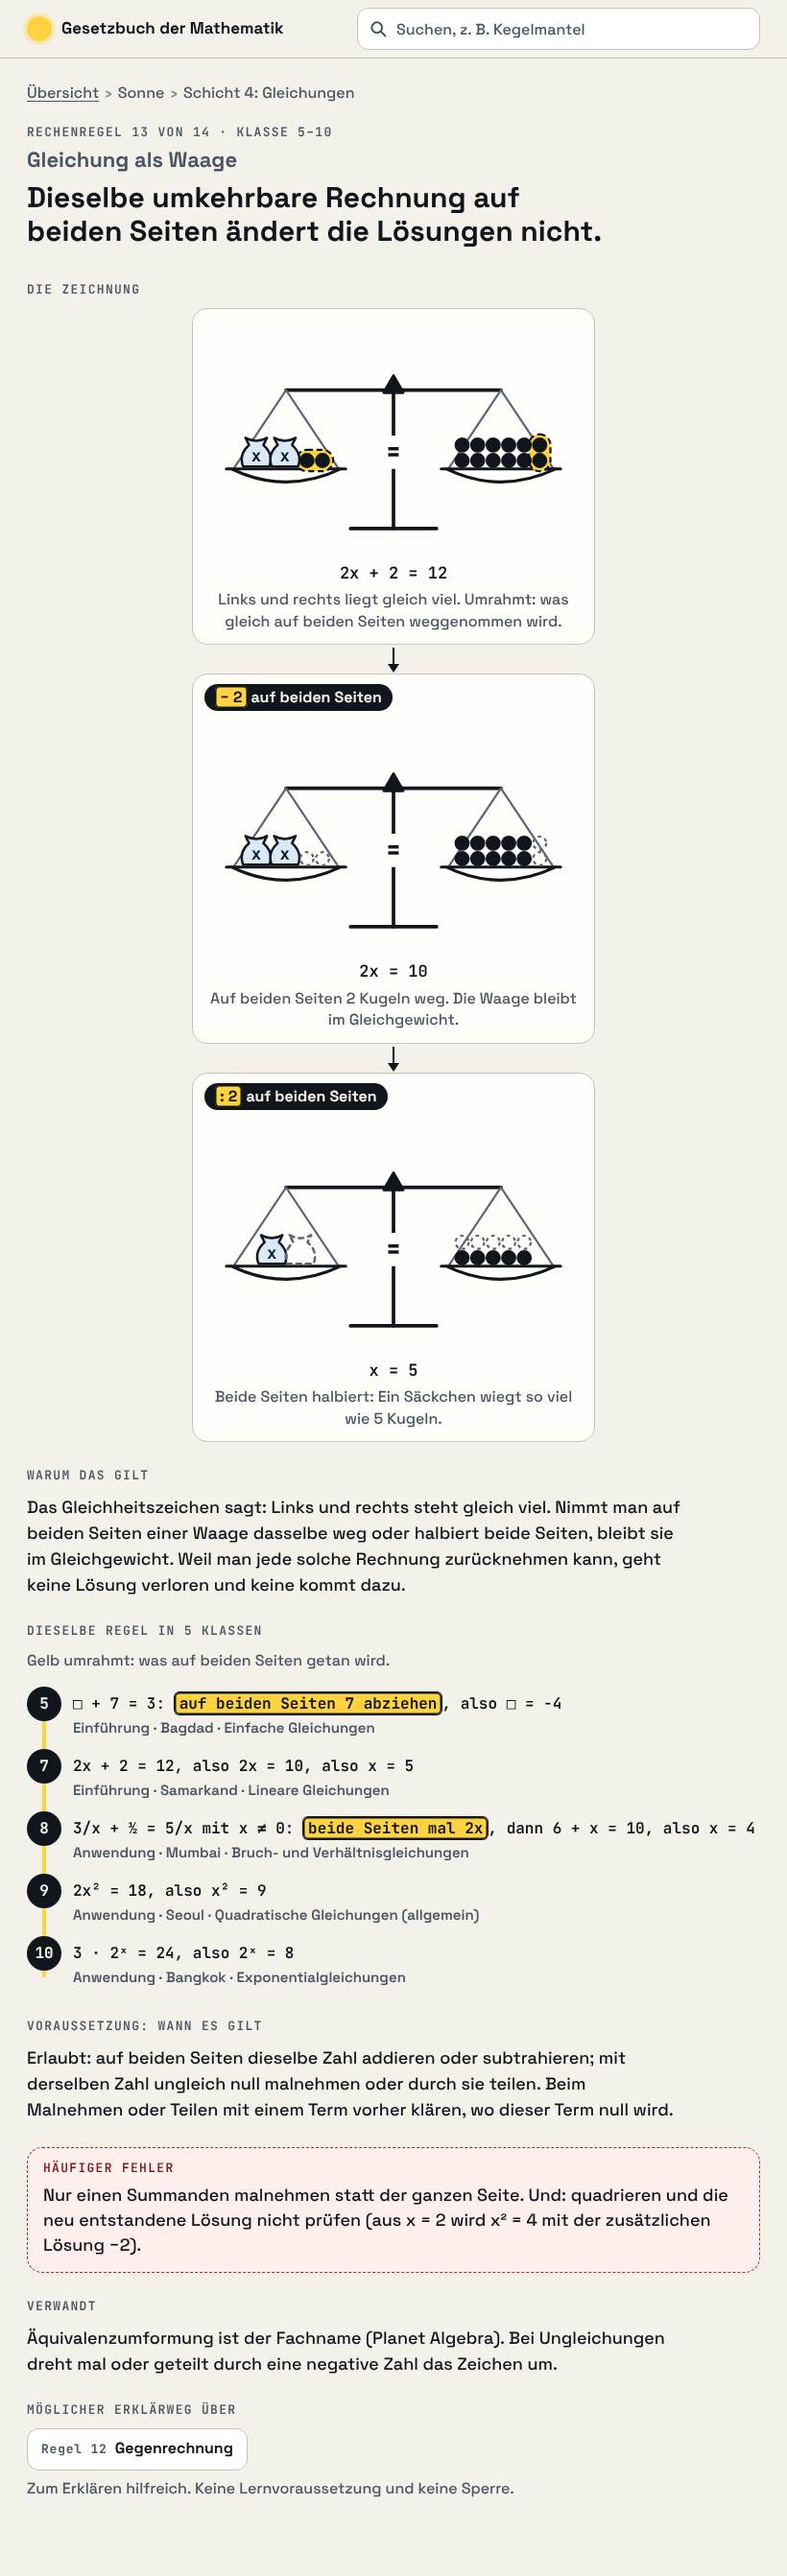 Gesetzbuch der Mathematik
Suchen, z. B. Kegelmantel
Übersicht > Sonne > Schicht 4: Gleichungen
RECHENREGEL 13 VON 14 · KLASSE 5–10
Gleichung als Waage
Dieselbe umkehrbare Rechnung auf
beiden Seiten ändert die Lösungen nicht.
DIE ZEICHNUNG
x x
=
2x + 2 = 12
Links und rechts liegt gleich viel. Umrahmt: was
gleich auf beiden Seiten weggenommen wird.
− 2 auf beiden Seiten
x x
=
2x = 10
Auf beiden Seiten 2 Kugeln weg. Die Waage bleibt
im Gleichgewicht.
: 2 auf beiden Seiten
x
=
x = 5
Beide Seiten halbiert: Ein Säckchen wiegt so viel
wie 5 Kugeln.
WARUM DAS GILT
Das Gleichheitszeichen sagt: Links und rechts steht gleich viel. Nimmt man auf
beiden Seiten einer Waage dasselbe weg oder halbiert beide Seiten, bleibt sie
im Gleichgewicht. Weil man jede solche Rechnung zurücknehmen kann, geht
keine Lösung verloren und keine kommt dazu.
DIESELBE REGEL IN 5 KLASSEN
Gelb umrahmt: was auf beiden Seiten getan wird.
5 □ + 7 = 3: auf beiden Seiten 7 abziehen, also □ = -4
Einführung · Bagdad · Einfache Gleichungen
7 2x + 2 = 12, also 2x = 10, also x = 5
Einführung · Samarkand · Lineare Gleichungen
8 3/x + ½ = 5/x mit x ≠ 0: beide Seiten mal 2x, dann 6 + x = 10, also x = 4
Anwendung · Mumbai · Bruch- und Verhältnisgleichungen
9 2x² = 18, also x² = 9
Anwendung · Seoul · Quadratische Gleichungen (allgemein)
10 3 · 2ˣ = 24, also 2ˣ = 8
Anwendung · Bangkok · Exponentialgleichungen
VORAUSSETZUNG: WANN ES GILT
Erlaubt: auf beiden Seiten dieselbe Zahl addieren oder subtrahieren; mit
derselben Zahl ungleich null malnehmen oder durch sie teilen. Beim
Malnehmen oder Teilen mit einem Term vorher klären, wo dieser Term null wird.
HÄUFIGER FEHLER
Nur einen Summanden malnehmen statt der ganzen Seite. Und: quadrieren und die
neu entstandene Lösung nicht prüfen (aus x = 2 wird x² = 4 mit der zusätzlichen
Lösung −2).
VERWANDT
Äquivalenzumformung ist der Fachname (Planet Algebra). Bei Ungleichungen
dreht mal oder geteilt durch eine negative Zahl das Zeichen um.
MÖGLICHER ERKLÄRWEG ÜBER
Regel 12 Gegenrechnung
Zum Erklären hilfreich. Keine Lernvoraussetzung und keine Sperre.